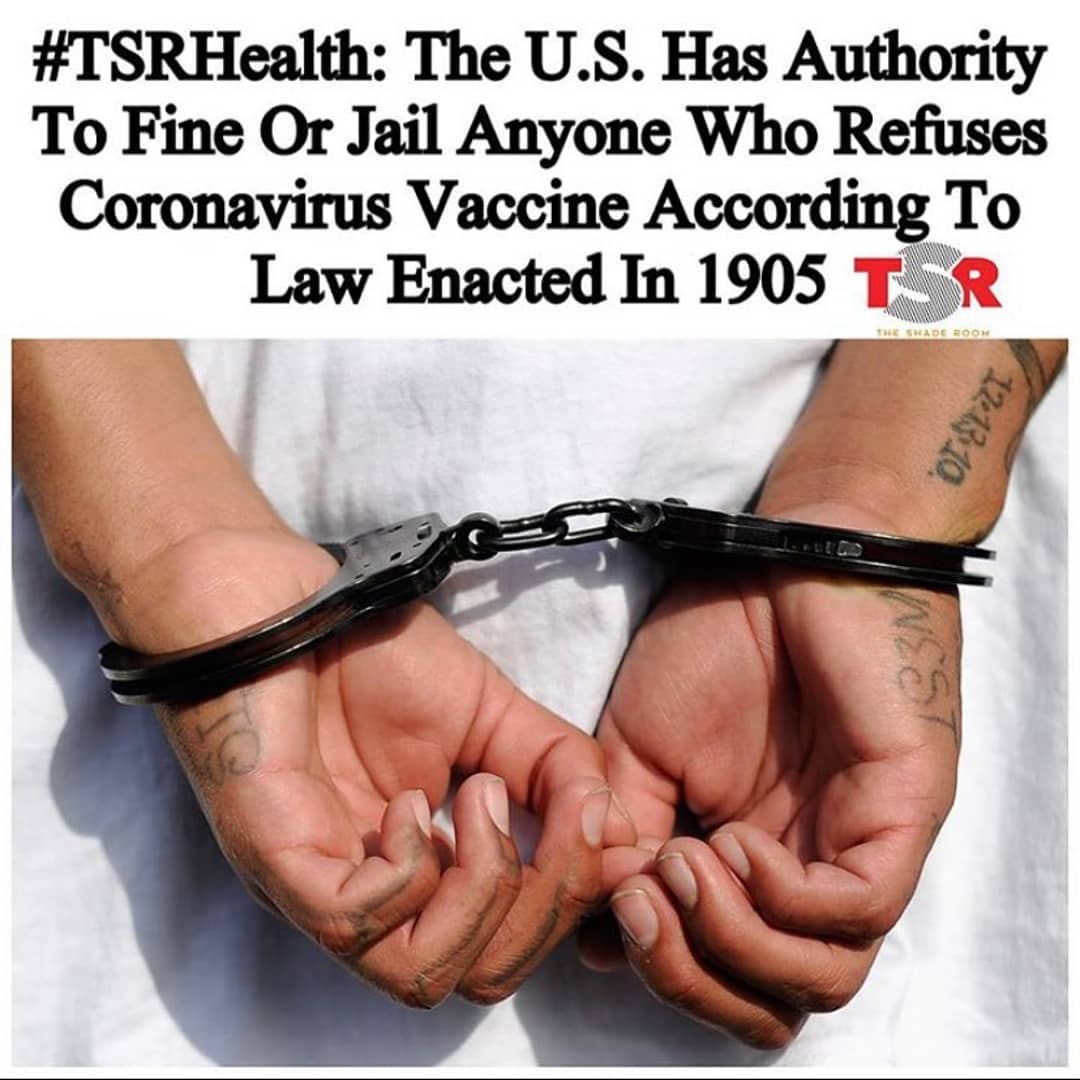 #TSRHealth: The U.S. Has Authority
To Fine Or Jail Anyone Who Refuses
Coronavirus Vaccine According To
Law Enacted In 1905 TSR
THE SHADE ROOM
12·13·10.
WEST